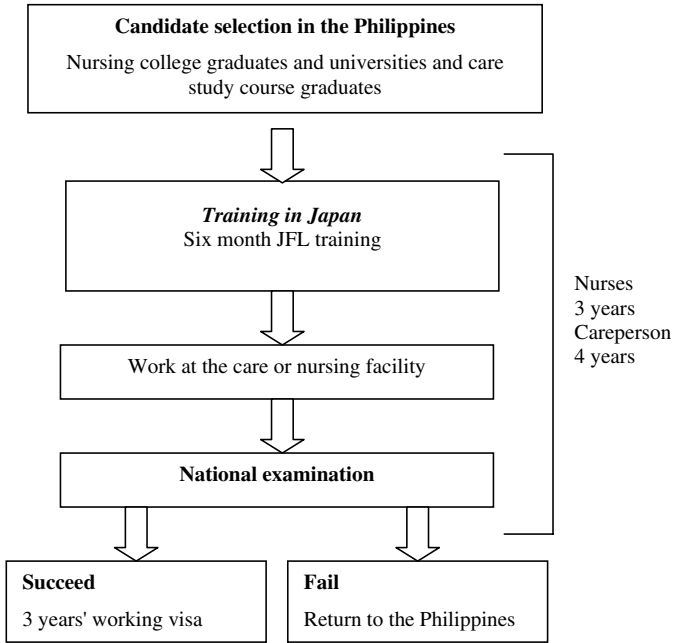 Candidate selection in the Philippines
Nursing college graduates and universities and care
study course graduates
Training in Japan
Six month JFL training
Nurses
3 years
Careperson
4 years
Work at the care or nursing facility
National examination
Succeed
3 years' working visa
Fail
Return to the Philippines